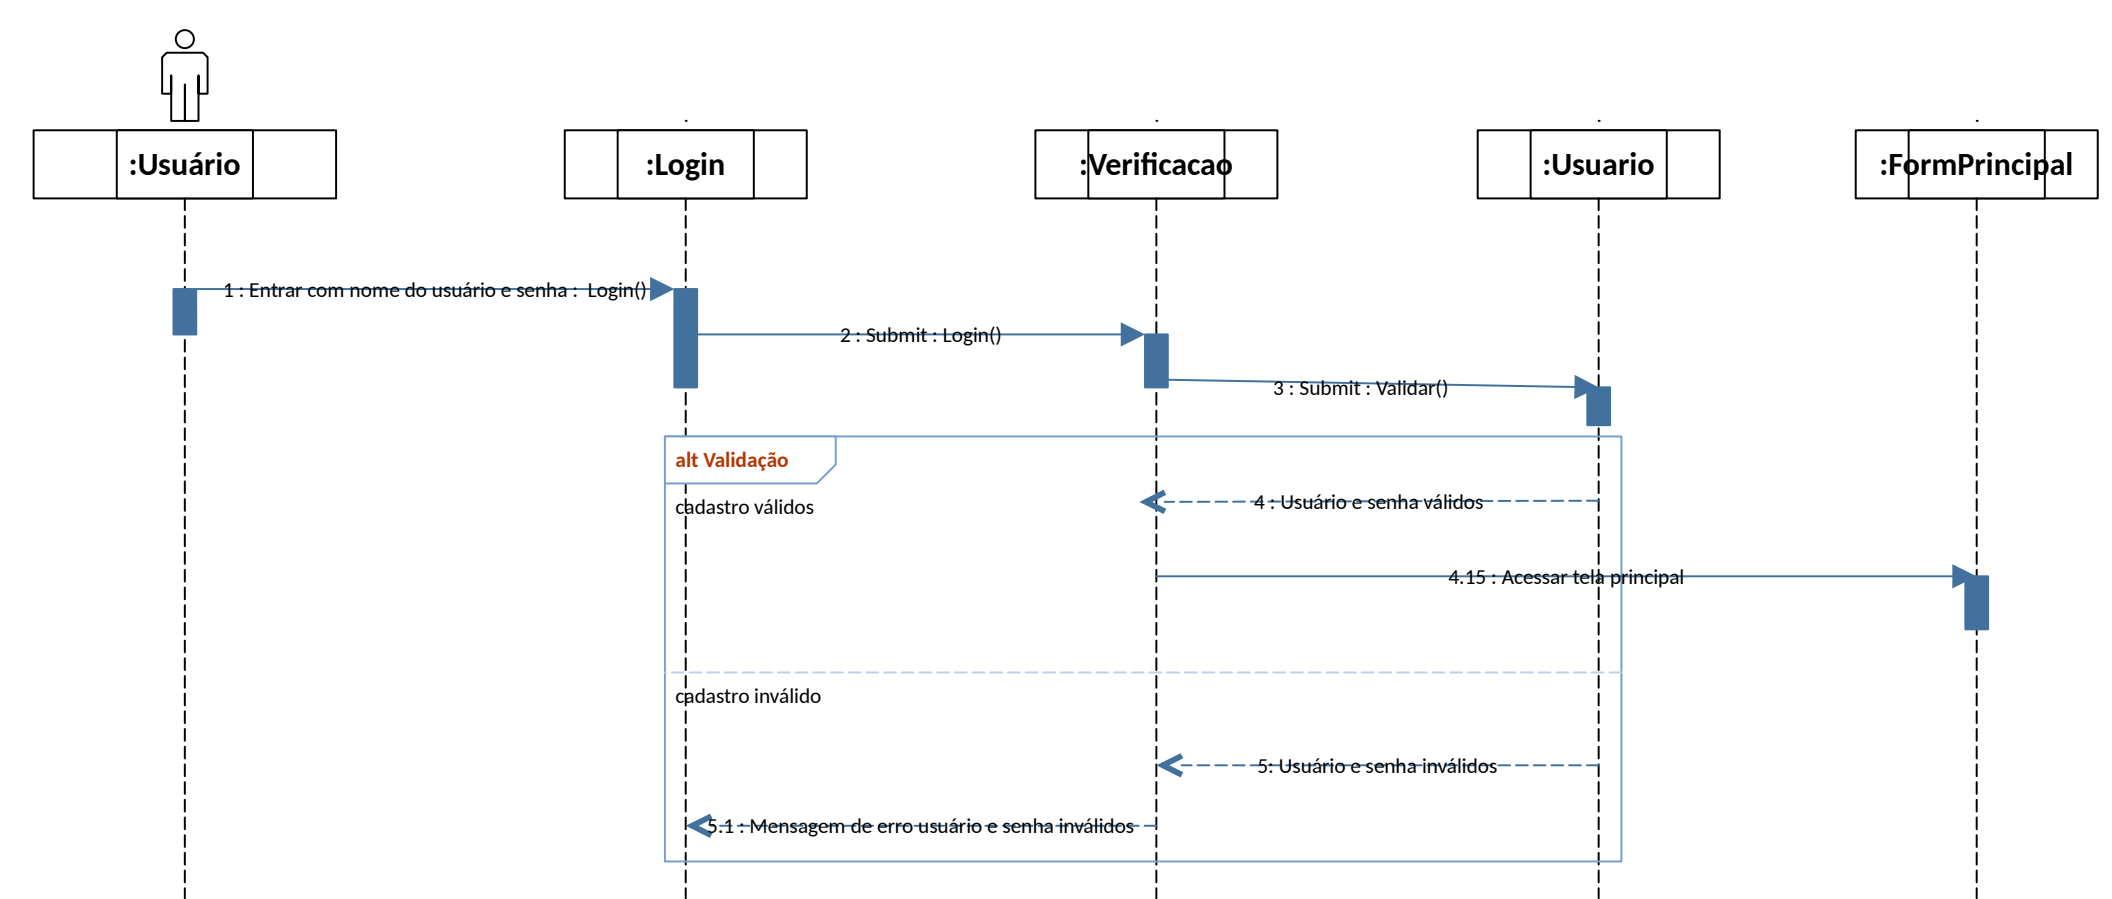 :Usuário
:Login
:Verificacao
:Usuario
:FormPrincipal
1 : Entrar com nome do usuário e senha : Login()
2 : Submit : Login()
3 : Submit : Validar()
alt Validação
cadastro válidos
4 : Usuário e senha válidos
4.15 : Acessar tela principal
cadastro inválido
5: Usuário e senha inválidos
5.1 : Mensagem de erro usuário e senha inválidos